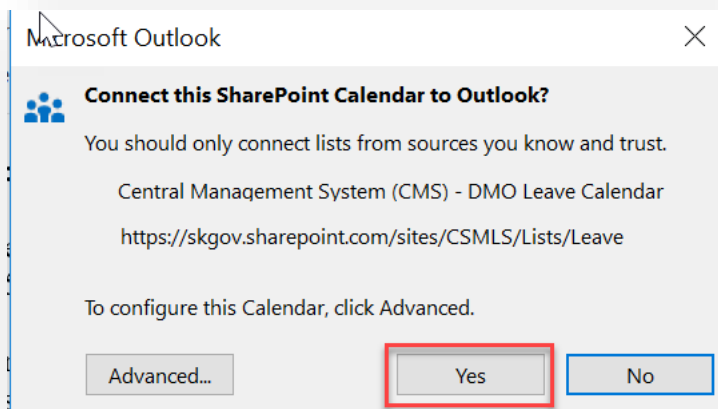 Microsoft Outlook
Connect this SharePoint Calendar to Outlook?
You should only connect lists from sources you know and trust.
Central Management System (CMS) - DMO Leave Calendar
https://skgov.sharepoint.com/sites/CSMLS/Lists/Leave
To configure this Calendar, click Advanced.
Advanced... Yes No